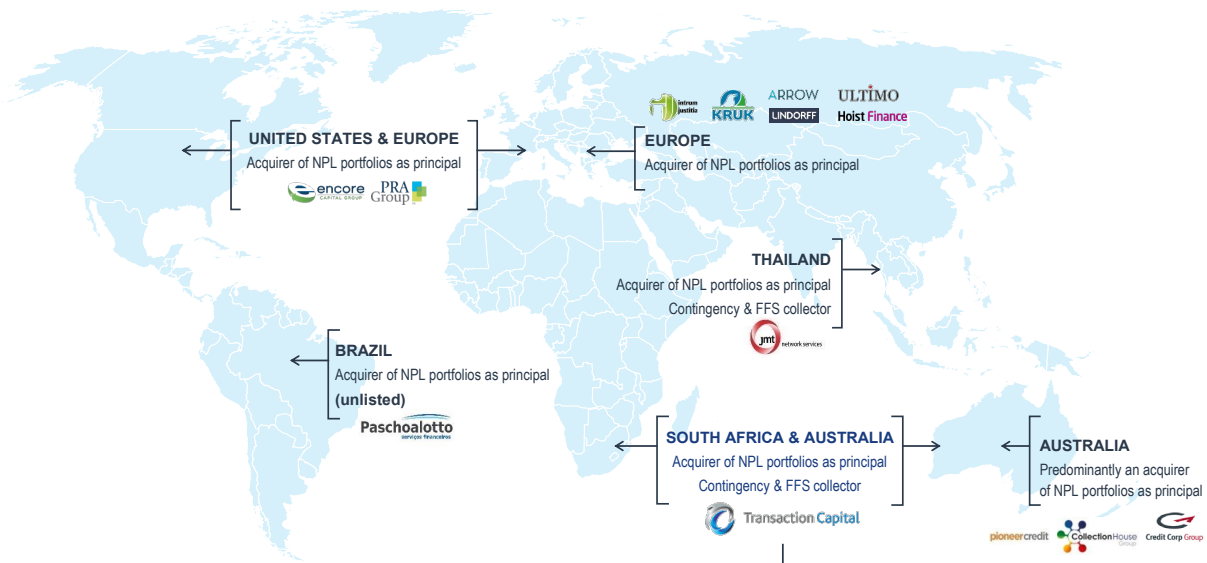 intrum
justitia
KRUK
ARROW
LINDORFF
ULTIMO
Hoist Finance
UNITED STATES & EUROPE
Acquirer of NPL portfolios as principal
encore
CAPITAL GROUP
PRA
Group
EUROPE
Acquirer of NPL portfolios as principal
THAILAND
Acquirer of NPL portfolios as principal
Contingency & FFS collector
jmt
network services
BRAZIL
Acquirer of NPL portfolios as principal
(unlisted)
Paschoalotto
serviços financeiros
SOUTH AFRICA & AUSTRALIA
Acquirer of NPL portfolios as principal
Contingency & FFS collector
Transaction Capital
AUSTRALIA
Predominantly an acquirer
of NPL portfolios as principal
pioneercredit
CollectionHouse
Group
Credit Corp Group